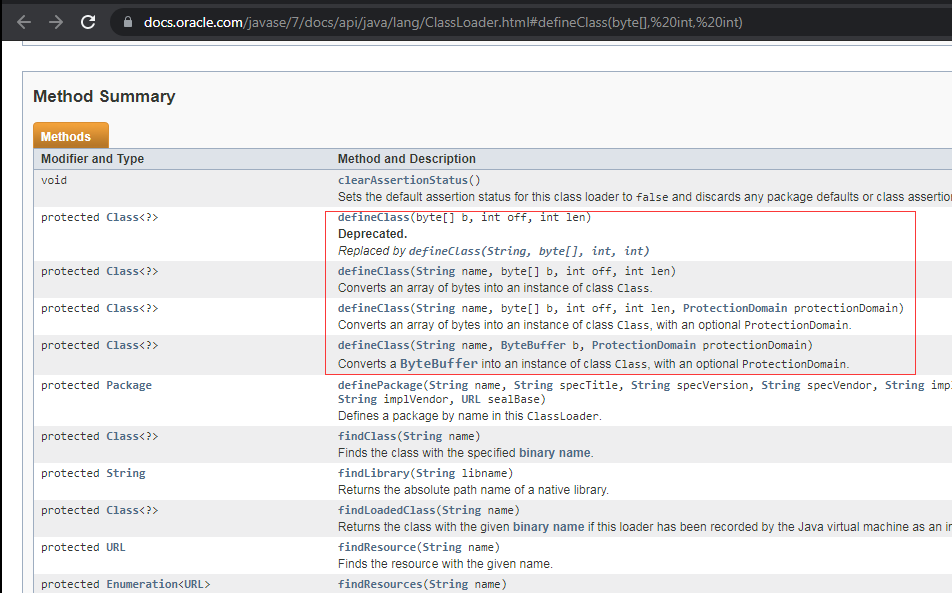 docs.oracle.com/javase/7/docs/api/java/lang/ClassLoader.html#defineClass(byte[],%20int,%20int)
Method Summary
Methods
Modifier and Type Method and Description
void clearAssertionStatus()
Sets the default assertion status for this class loader to false and discards any package defaults or class assertion
protected Class<?> defineClass(byte[] b, int off, int len)
Deprecated.
Replaced by defineClass(String, byte[], int, int)
protected Class<?> defineClass(String name, byte[] b, int off, int len)
Converts an array of bytes into an instance of class Class.
protected Class<?> defineClass(String name, byte[] b, int off, int len, ProtectionDomain protectionDomain)
Converts an array of bytes into an instance of class Class, with an optional ProtectionDomain.
protected Class<?> defineClass(String name, ByteBuffer b, ProtectionDomain protectionDomain)
Converts a ByteBuffer into an instance of class Class, with an optional ProtectionDomain.
protected Package definePackage(String name, String specTitle, String specVersion, String specVendor, String impl
String implVendor, URL sealBase)
Defines a package by name in this ClassLoader.
protected Class<?> findClass(String name)
Finds the class with the specified binary name.
protected String findLibrary(String libname)
Returns the absolute path name of a native library.
protected Class<?> findLoadedClass(String name)
Returns the class with the given binary name if this loader has been recorded by the Java virtual machine as an
protected URL findResource(String name)
Finds the resource with the given name.
protected Enumeration<URL> findResources(String name)